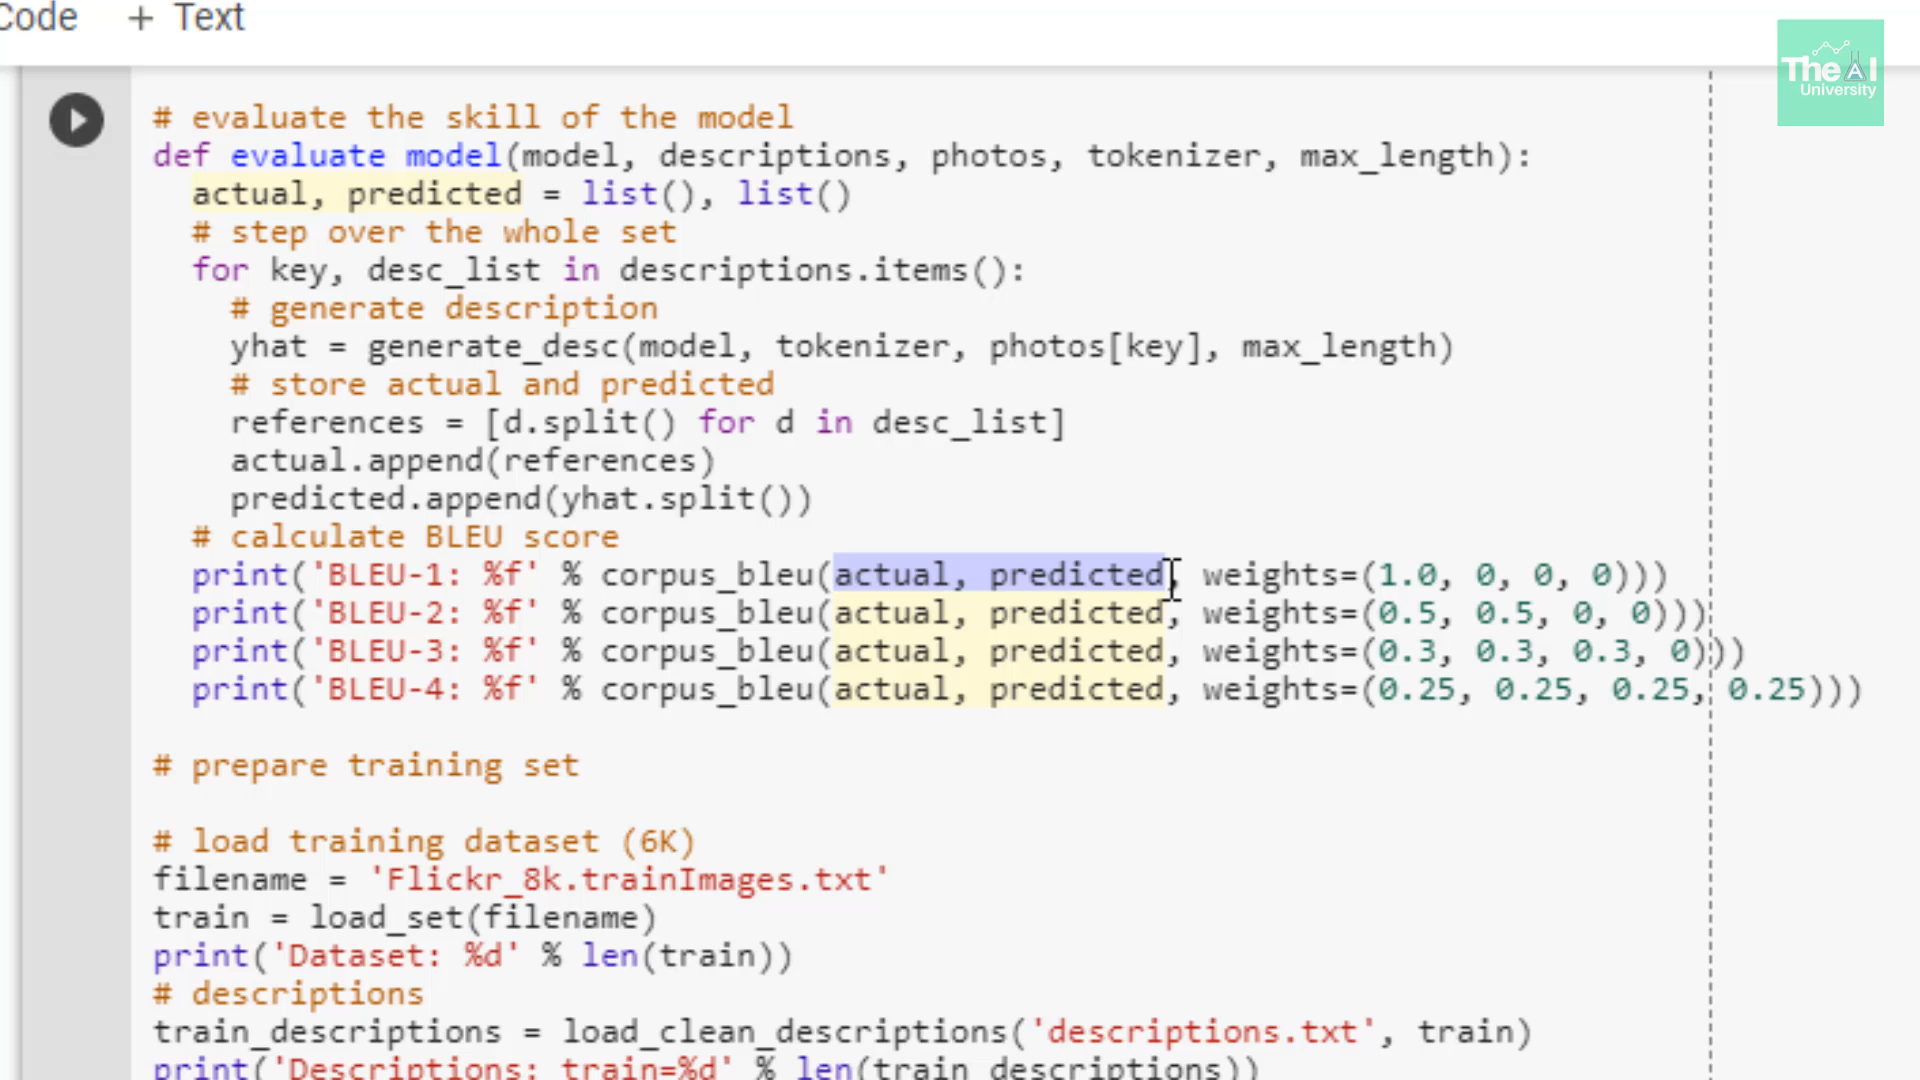 Code + Text
The AI
University
# evaluate the skill of the model
def evaluate model(model, descriptions, photos, tokenizer, max_length):
  actual, predicted = list(), list()
  # step over the whole set
  for key, desc_list in descriptions.items():
    # generate description
    yhat = generate_desc(model, tokenizer, photos[key], max_length)
    # store actual and predicted
    references = [d.split() for d in desc_list]
    actual.append(references)
    predicted.append(yhat.split())
  # calculate BLEU score
  print('BLEU-1: %f' % corpus_bleu(actual, predicted, weights=(1.0, 0, 0, 0)))
  print('BLEU-2: %f' % corpus_bleu(actual, predicted, weights=(0.5, 0.5, 0, 0)))
  print('BLEU-3: %f' % corpus_bleu(actual, predicted, weights=(0.3, 0.3, 0.3, 0)))
  print('BLEU-4: %f' % corpus_bleu(actual, predicted, weights=(0.25, 0.25, 0.25, 0.25)))
# prepare training set
# load training dataset (6K)
filename = 'Flickr_8k.trainImages.txt'
train = load_set(filename)
print('Dataset: %d' % len(train))
# descriptions
train_descriptions = load_clean_descriptions('descriptions.txt', train)
print('Descriptions: train=%d' % len(train descriptions))